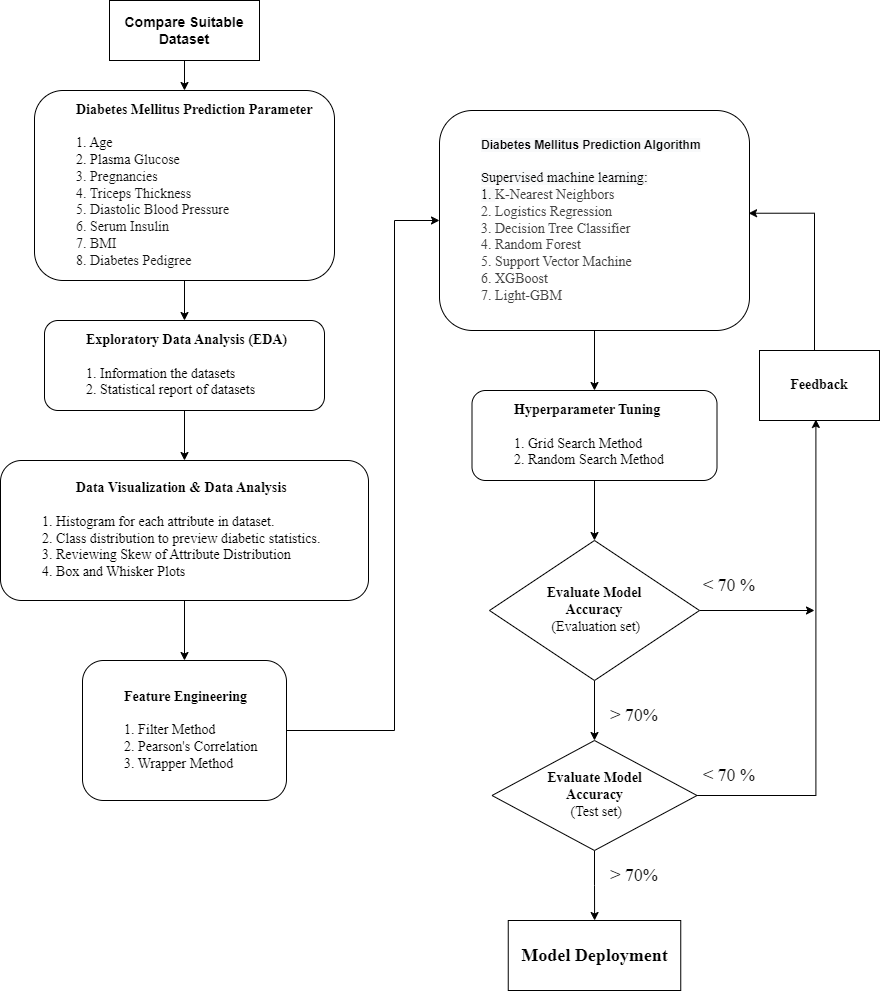 Compare Suitable
Dataset
Diabetes Mellitus Prediction Parameter
1. Age
2. Plasma Glucose
3. Pregnancies
4. Triceps Thickness
5. Diastolic Blood Pressure
6. Serum Insulin
7. BMI
8. Diabetes Pedigree
Exploratory Data Analysis (EDA)
1. Information the datasets
2. Statistical report of datasets
Data Visualization & Data Analysis
1. Histogram for each attribute in dataset.
2. Class distribution to preview diabetic statistics.
3. Reviewing Skew of Attribute Distribution
4. Box and Whisker Plots
Feature Engineering
1. Filter Method
2. Pearson's Correlation
3. Wrapper Method
Diabetes Mellitus Prediction Algorithm
Supervised machine learning:
1. K-Nearest Neighbors
2. Logistics Regression
3. Decision Tree Classifier
4. Random Forest
5. Support Vector Machine
6. XGBoost
7. Light-GBM
Feedback
Hyperparameter Tuning
1. Grid Search Method
2. Random Search Method
Evaluate Model
Accuracy
(Evaluation set)
< 70 %
> 70%
Evaluate Model
Accuracy
(Test set)
< 70 %
> 70%
Model Deployment